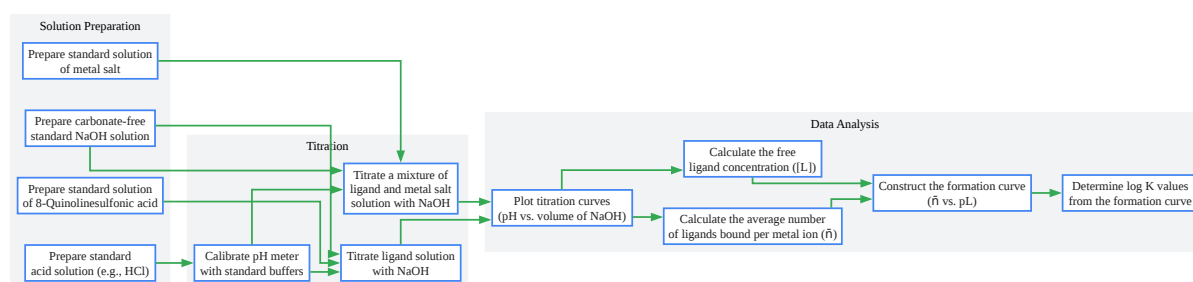 Solution Preparation
Prepare standard solution
of metal salt
Prepare carbonate-free
standard NaOH solution
Prepare standard solution
of 8-Quinolinesulfonic acid
Prepare standard
acid solution (e.g., HCl)
Titration
Titrate a mixture of
ligand and metal salt
solution with NaOH
Calibrate pH meter
with standard buffers
Titrate ligand solution
with NaOH
Data Analysis
Plot titration curves
(pH vs. volume of NaOH)
Calculate the free
ligand concentration ([L])
Calculate the average number
of ligands bound per metal ion (n̄)
Construct the formation curve
(n̄ vs. pL)
Determine log K values
from the formation curve